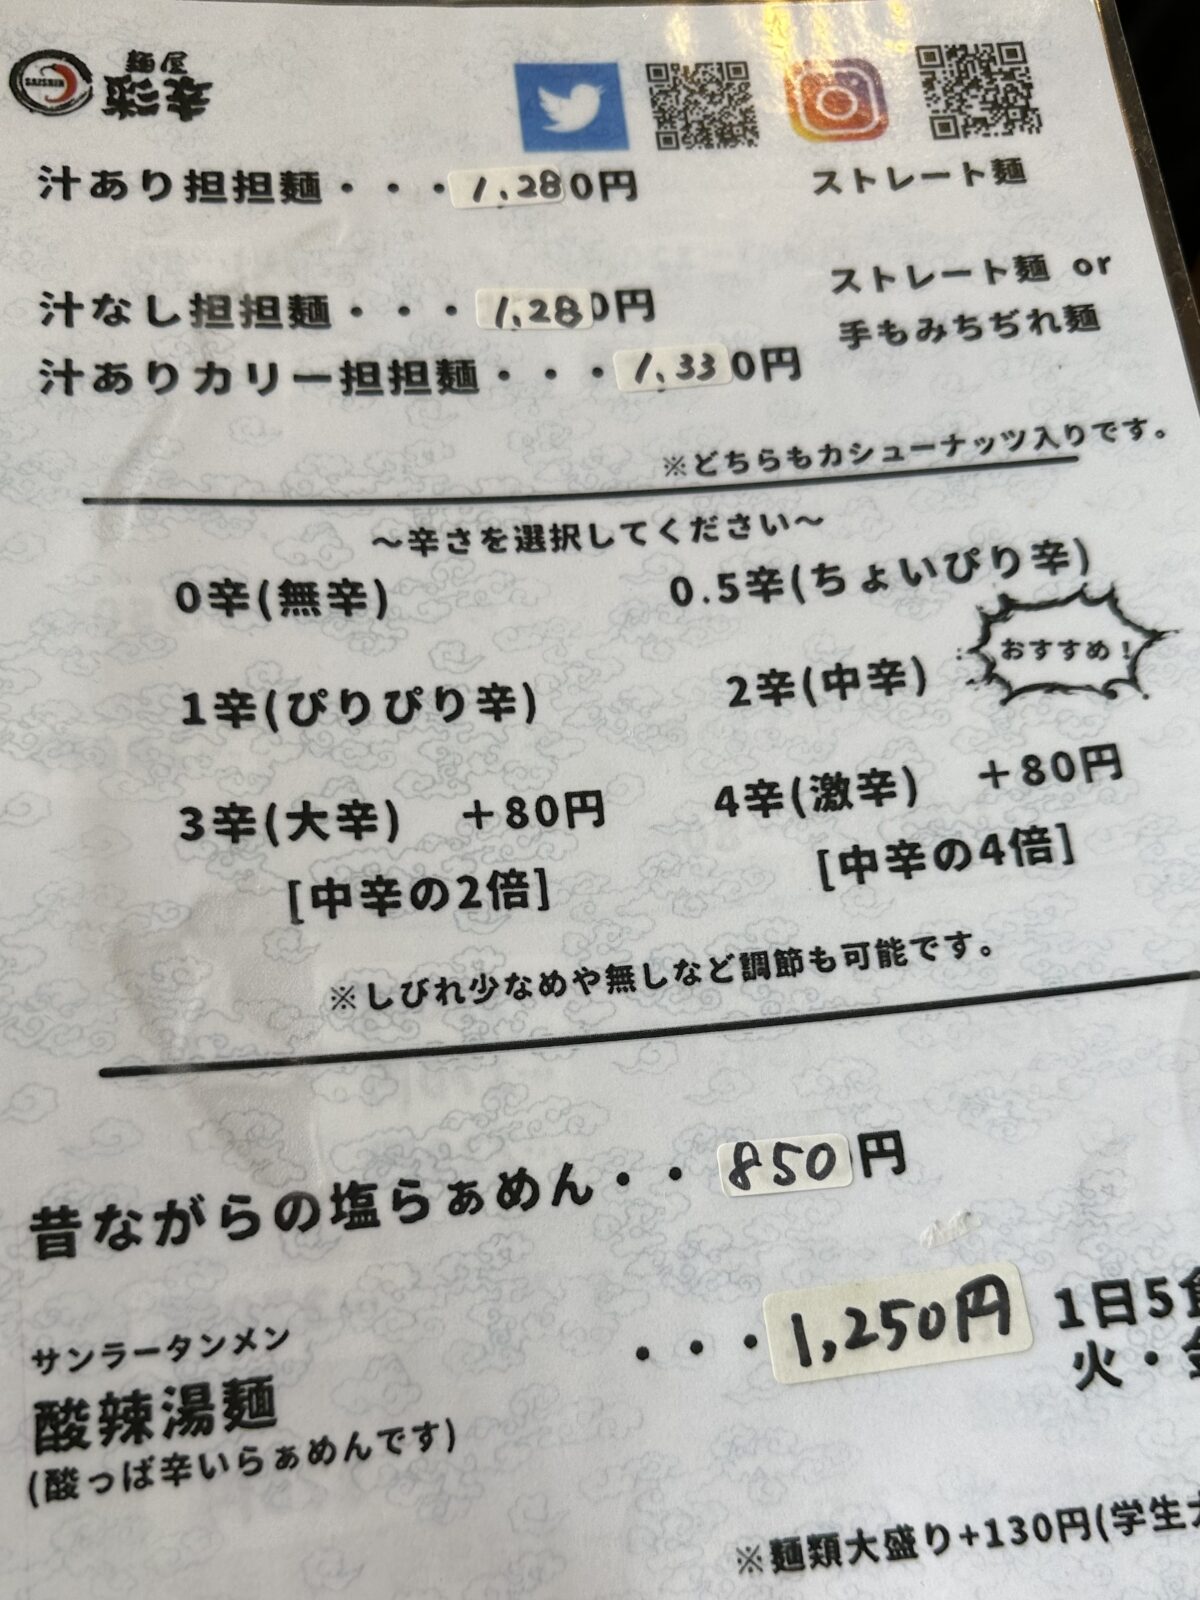 SAISHIN
麺屋
汁あり担担麺・・・1,280円
ストレート麺
汁なし担担麺・・・1,280円
ストレート麺 or
手もみちぢれ麺
汁ありカリー担担麺・・・1,330円
※どちらもカシューナッツ入りです。
～辛さを選択してください～
0辛(無辛)
0.5辛(ちょいぴり辛)
1辛(ぴりぴり辛)
2辛(中辛)
おすすめ!
3辛(大辛) +80円
[中辛の2倍]
4辛(激辛) +80円
[中辛の4倍]
※しびれ少なめや無しなど調節も可能です。
昔ながらの塩らぁめん・・850円
サンラータンメン
酸辣湯麺
・・・1,250円
1日5食
火・金
(酸っぱ辛いらぁめんです)
※麺類大盛り+130円(学生